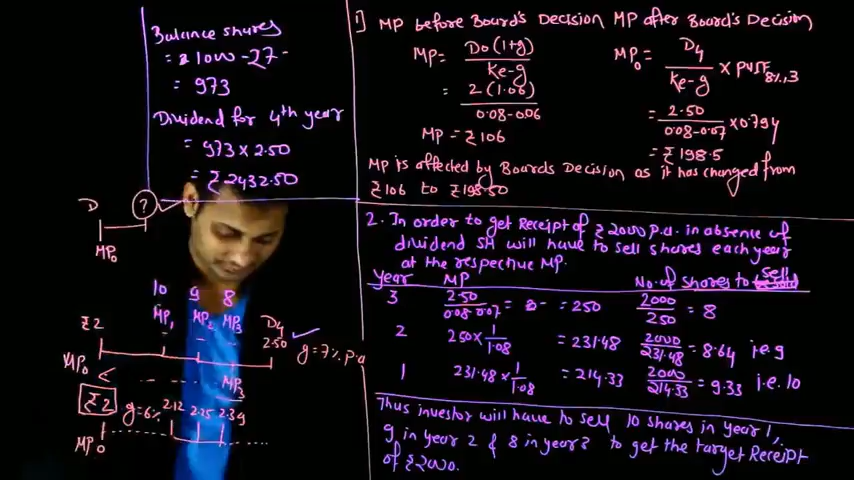 Balance shares
= 1000 - 27
= 973
Dividend for 4th year
= 973 x 2.50
= ₹2432.50
D
?
MP0
10 9 8
MP1 MP2 MP3
D4
₹2
2.50
g=7% p.a
MP0
MP3
₹2
g=6% 2.12 2.25 2.39
MP0
1] MP before Board's Decision
MP = D0(1+g) / Ke-g
= 2(1.06) / 0.08-0.06
MP = ₹106
MP after Board's Decision
MP0 = D4 / Ke-g x PVIF 8%,3
= 2.50 / 0.08-0.07 x 0.794
= ₹198.5
MP is affected by Board's Decision as it has changed from
₹106 to ₹198.50
2. In order to get Receipt of ₹2000 p.a. in absence of
dividend SH will have to sell shares each year
at the respective MP.
Year MP No. of shares to sell
3 2.50 / 0.08-0.07 = = 250 2000 / 250 = 8
2 250 x 1 / 1.08 = 231.48 2000 / 231.48 = 8.64 i.e 9
1 231.48 x 1 / 1.08 = 214.33 2000 / 214.33 = 9.33 i.e. 10
Thus investor will have to sell 10 shares in year 1,
9 in year 2 & 8 in year 3 to get the target Receipt
of ₹2000.